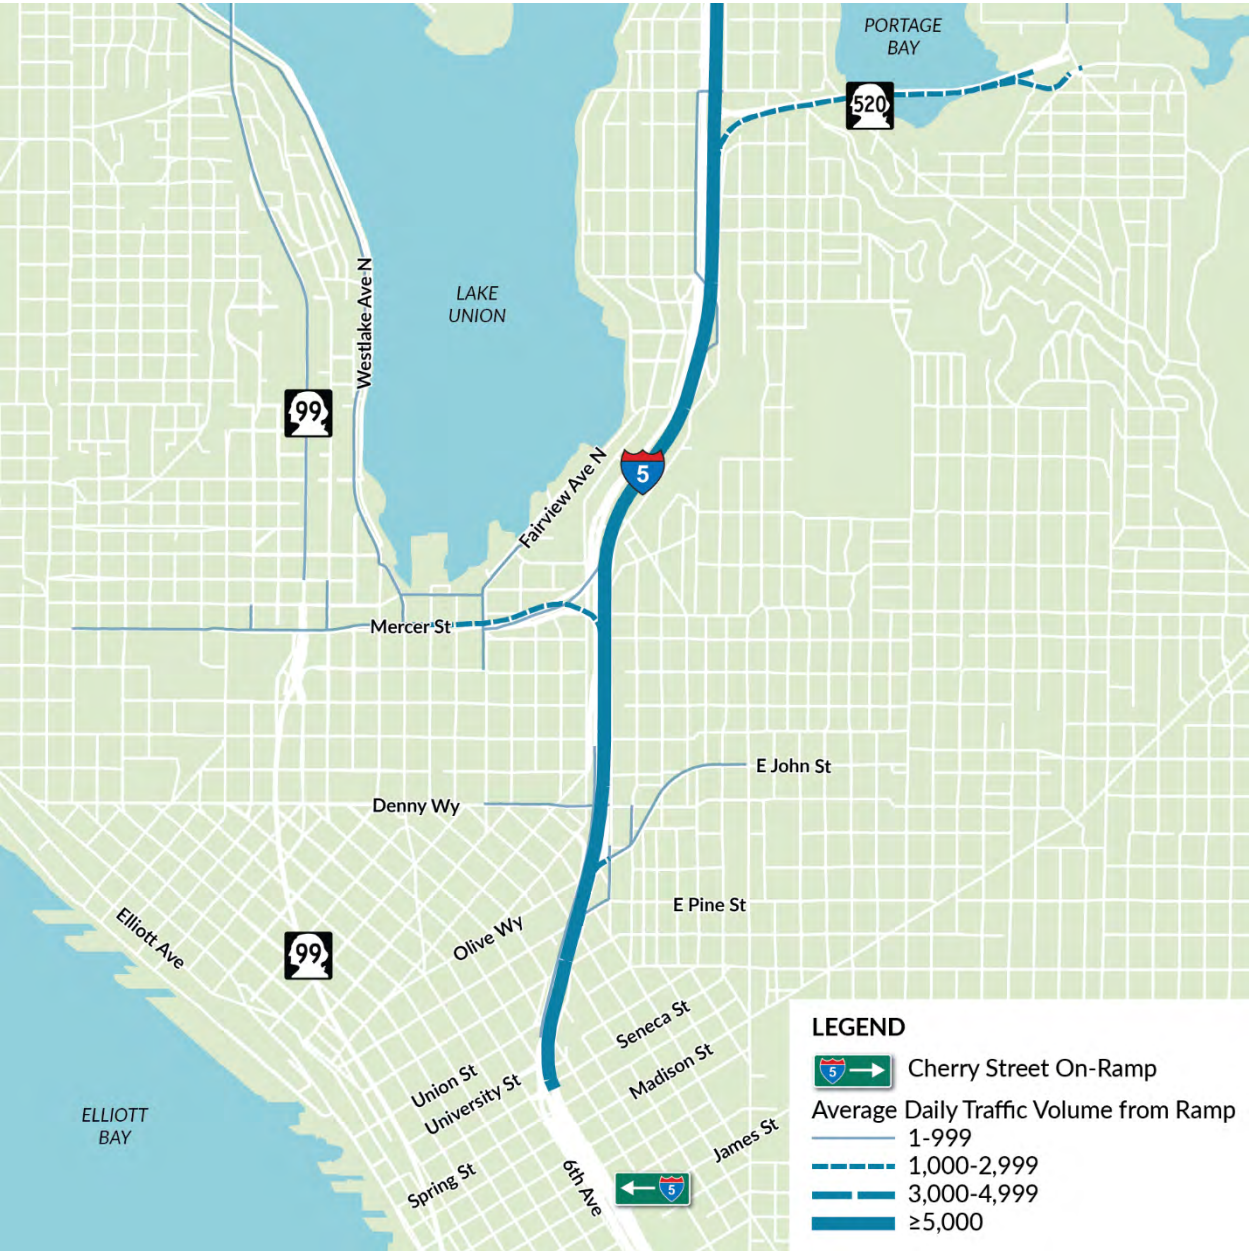 PORTAGE
BAY
520
Westlake Ave N
LAKE
UNION
99
5
Fairview Ave N
Mercer St
E John St
Denny Wy
E Pine St
Elliott Ave
Olive Wy
99
Seneca St
Madison St
Union St
University St
James St
Spring St
6th Ave
5
ELLIOTT
BAY
LEGEND
5
Cherry Street On-Ramp
Average Daily Traffic Volume from Ramp
1-999
1,000-2,999
3,000-4,999
≥5,000